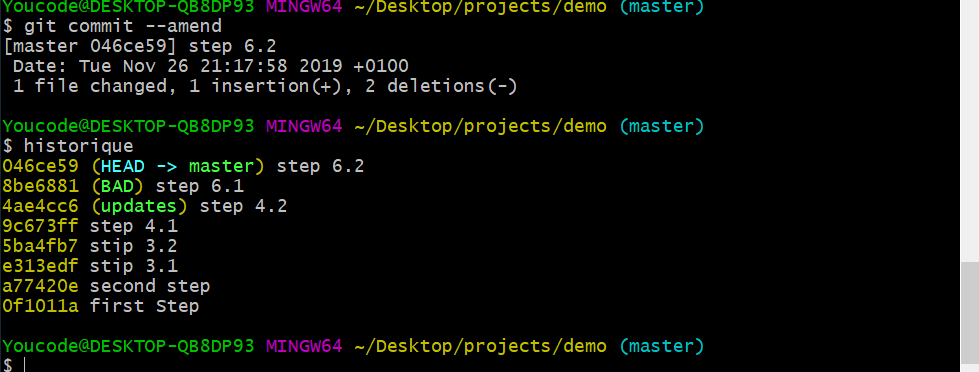 Youcode@DESKTOP-QB8DP93 MINGW64 ~/Desktop/projects/demo (master)
$ git commit --amend
[master 046ce59] step 6.2
 Date: Tue Nov 26 21:17:58 2019 +0100
 1 file changed, 1 insertion(+), 2 deletions(-)
Youcode@DESKTOP-QB8DP93 MINGW64 ~/Desktop/projects/demo (master)
$ historique
046ce59 (HEAD -> master) step 6.2
8be6881 (BAD) step 6.1
4ae4cc6 (updates) step 4.2
9c673ff step 4.1
5ba4fb7 stip 3.2
e313edf stip 3.1
a77420e second step
0f1011a first Step
Youcode@DESKTOP-QB8DP93 MINGW64 ~/Desktop/projects/demo (master)
$